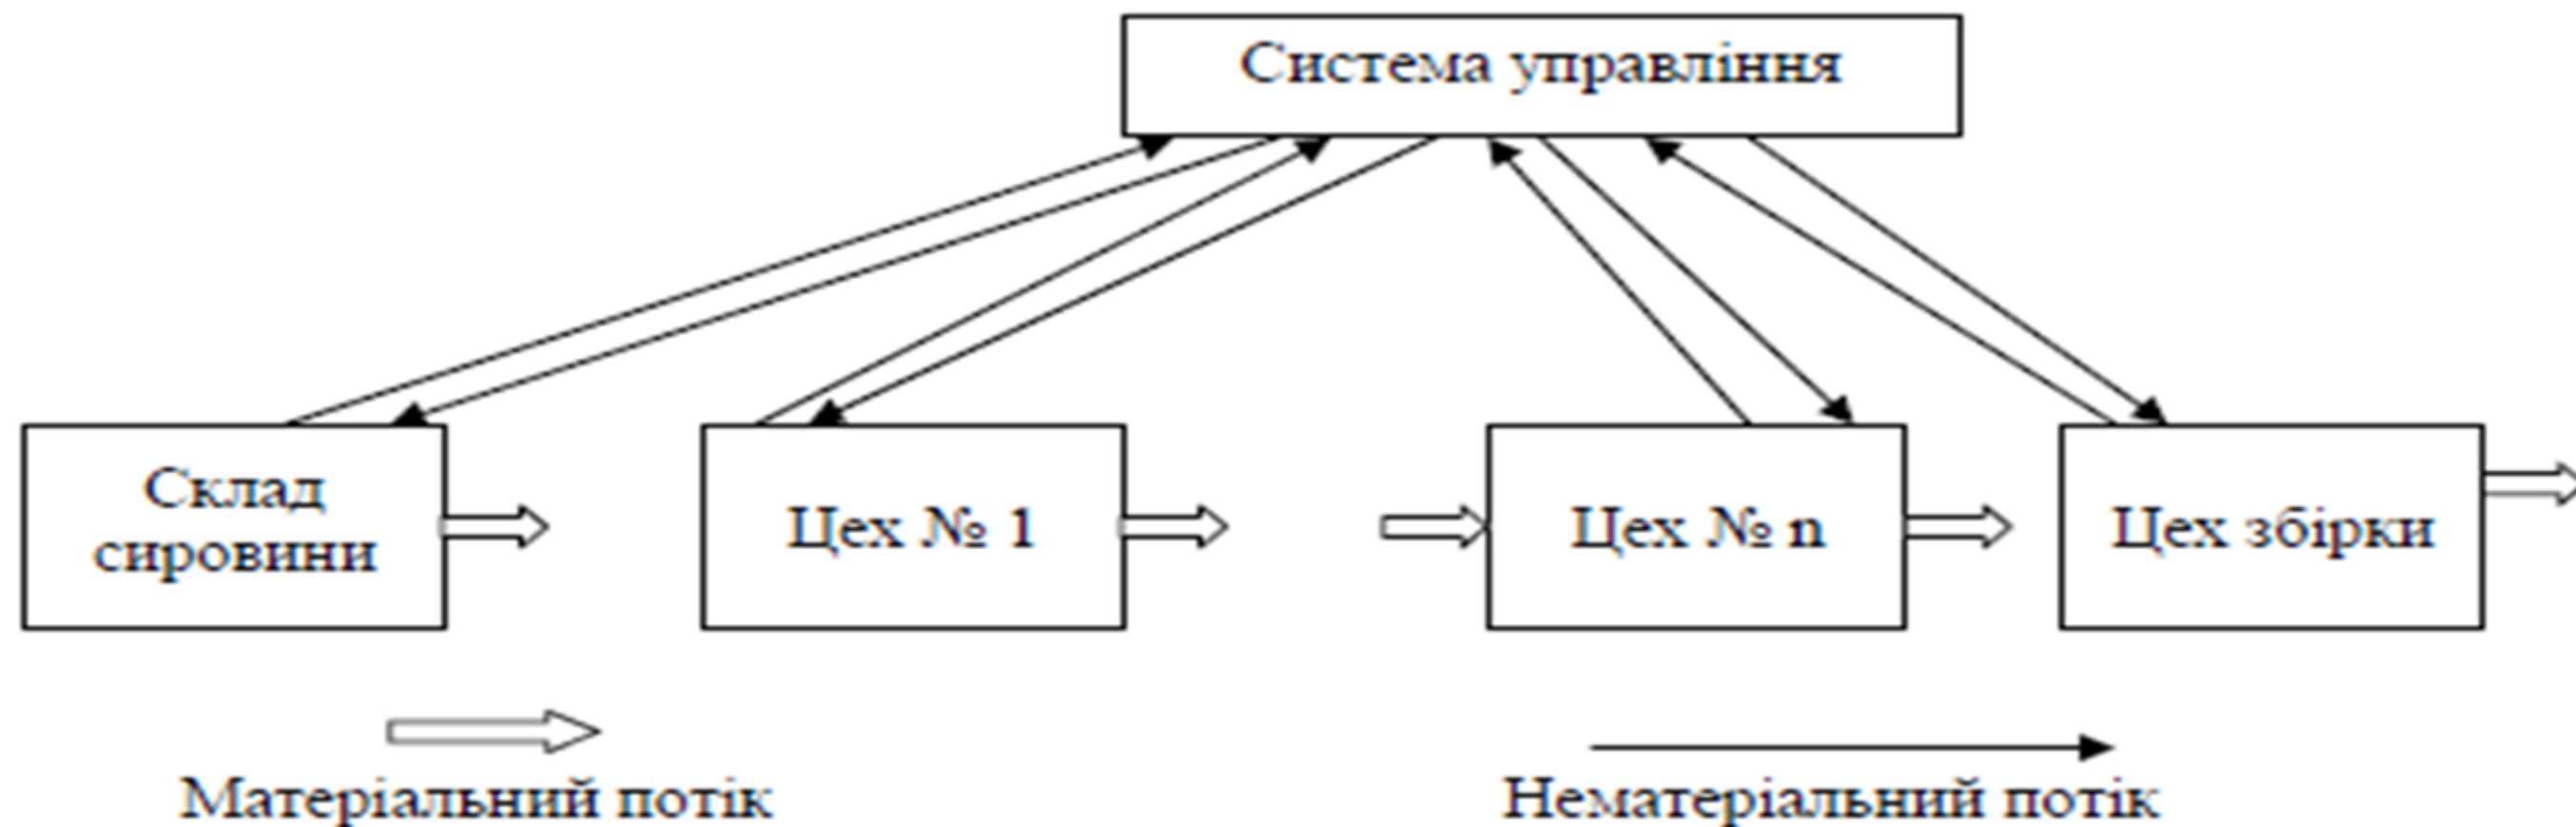 Система управління
Склад
сировини
Цех № 1
Цех № n
Цех збірки
Матеріальний потік
Нематеріальний потік